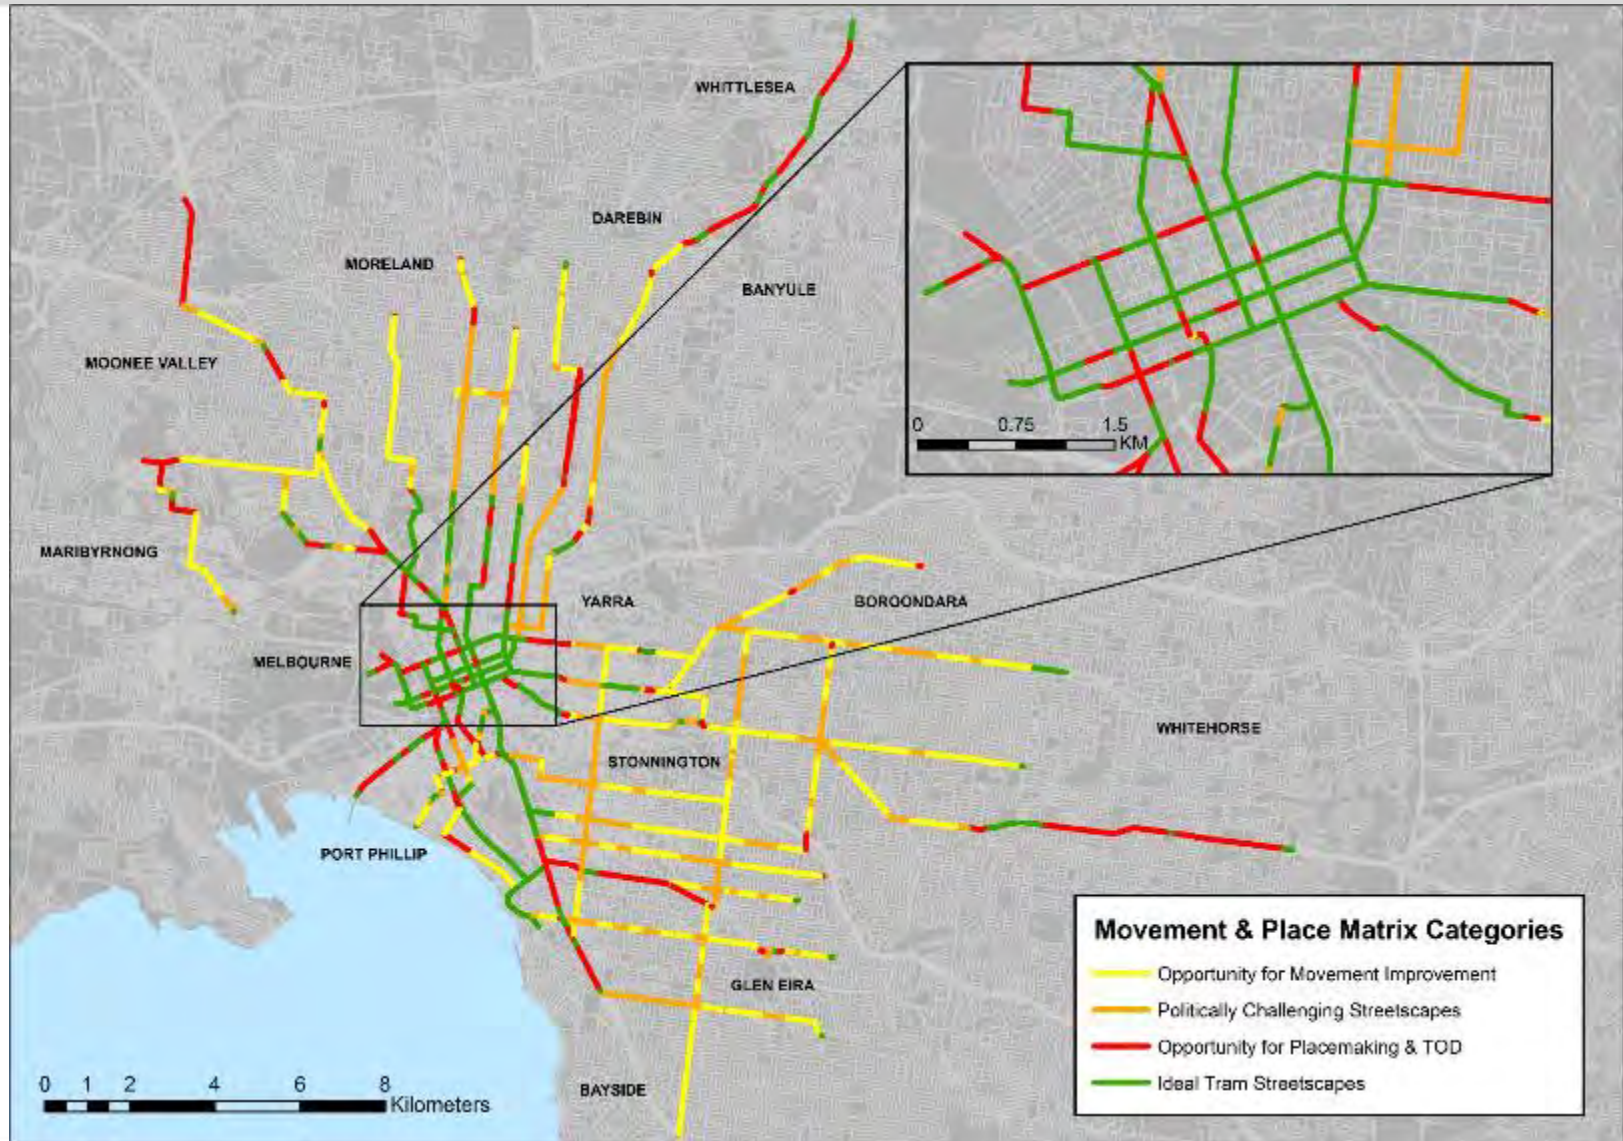 WHITTLESEA
DAREBIN
MORELAND
BANYULE
MOONEE VALLEY
MARIBYRNONG
YARRA
BOROONDARA
MELBOURNE
WHITEHORSE
STONNINGTON
PORT PHILLIP
GLEN EIRA
BAYSIDE
0 0.75 1.5
KM
Movement & Place Matrix Categories
Opportunity for Movement Improvement
Politically Challenging Streetscapes
Opportunity for Placemaking & TOD
Ideal Tram Streetscapes
0 1 2 4 6 8
Kilometers